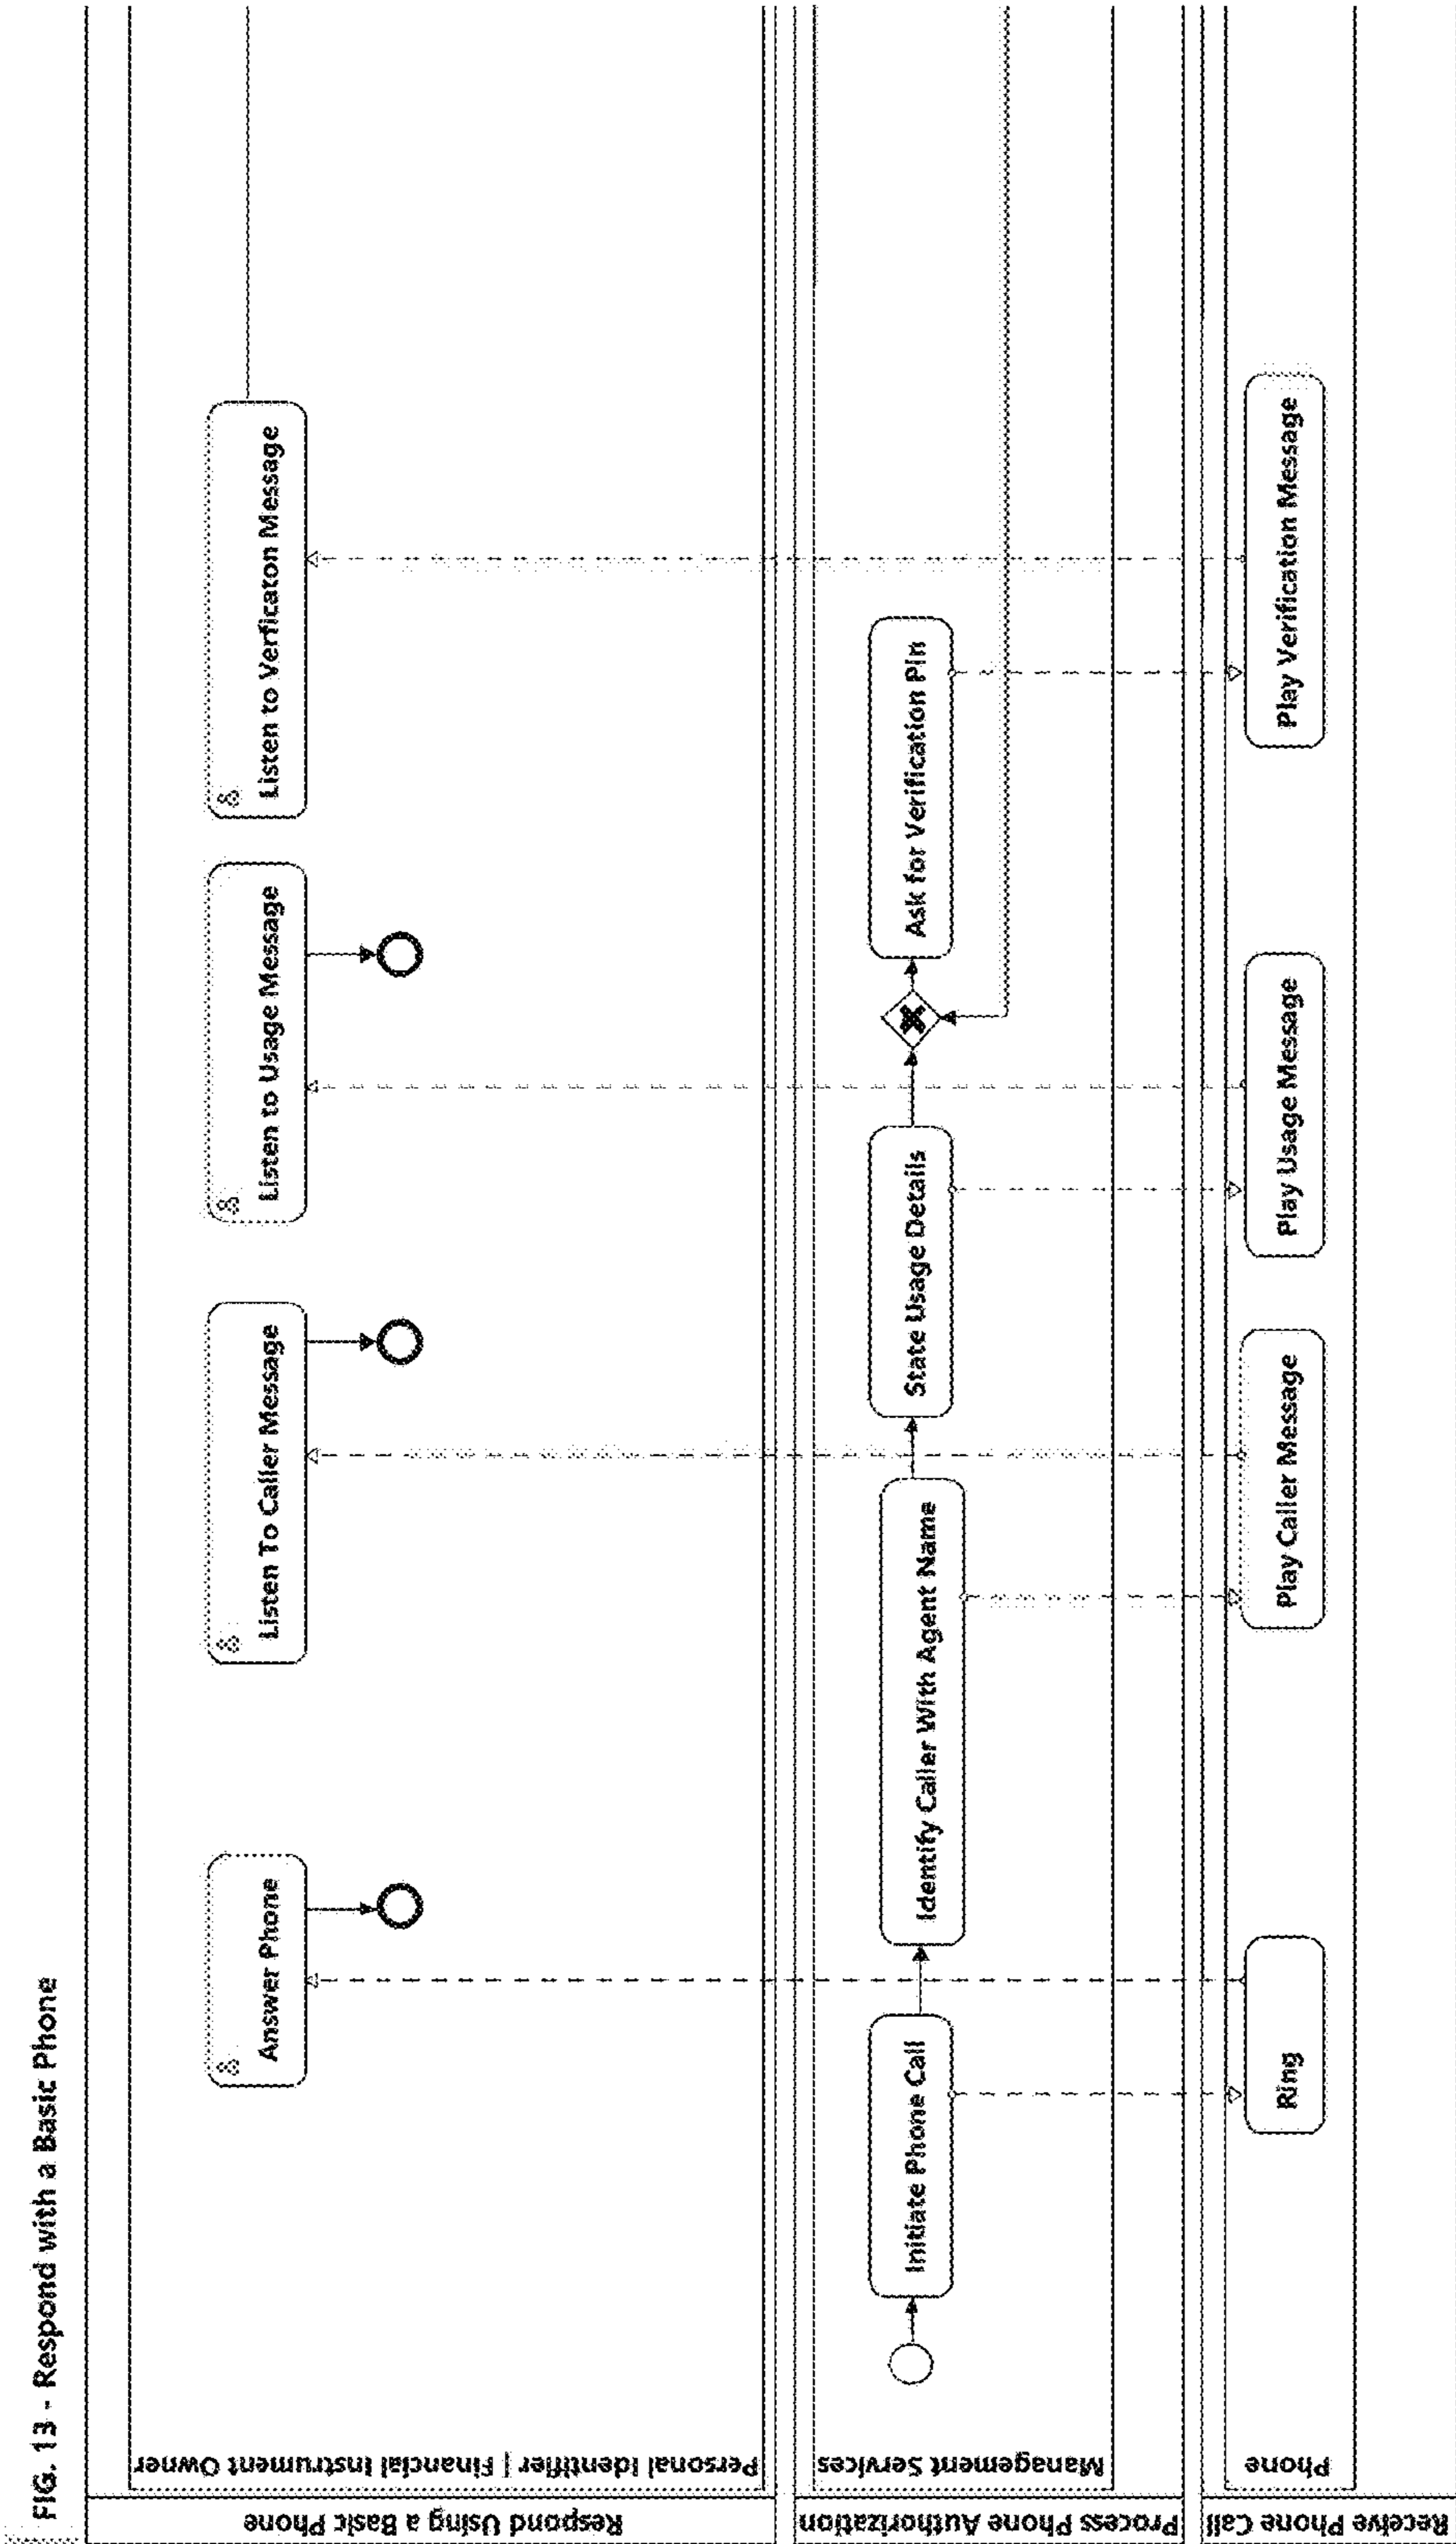 FIG. 13 - Respond with a Basic Phone
Respond Using a Basic Phone
Personal Identifier | Financial Instrument Owner
Answer Phone
Listen To Caller Message
Listen to Usage Message
Listen to Verficaton Message
Process Phone Authorization
Management Services
Initiate Phone Call
Identify Caller With Agent Name
State Usage Details
Ask for Verification Pin
Receive Phone Call
Phone
Ring
Play Caller Message
Play Usage Message
Play Verification Message